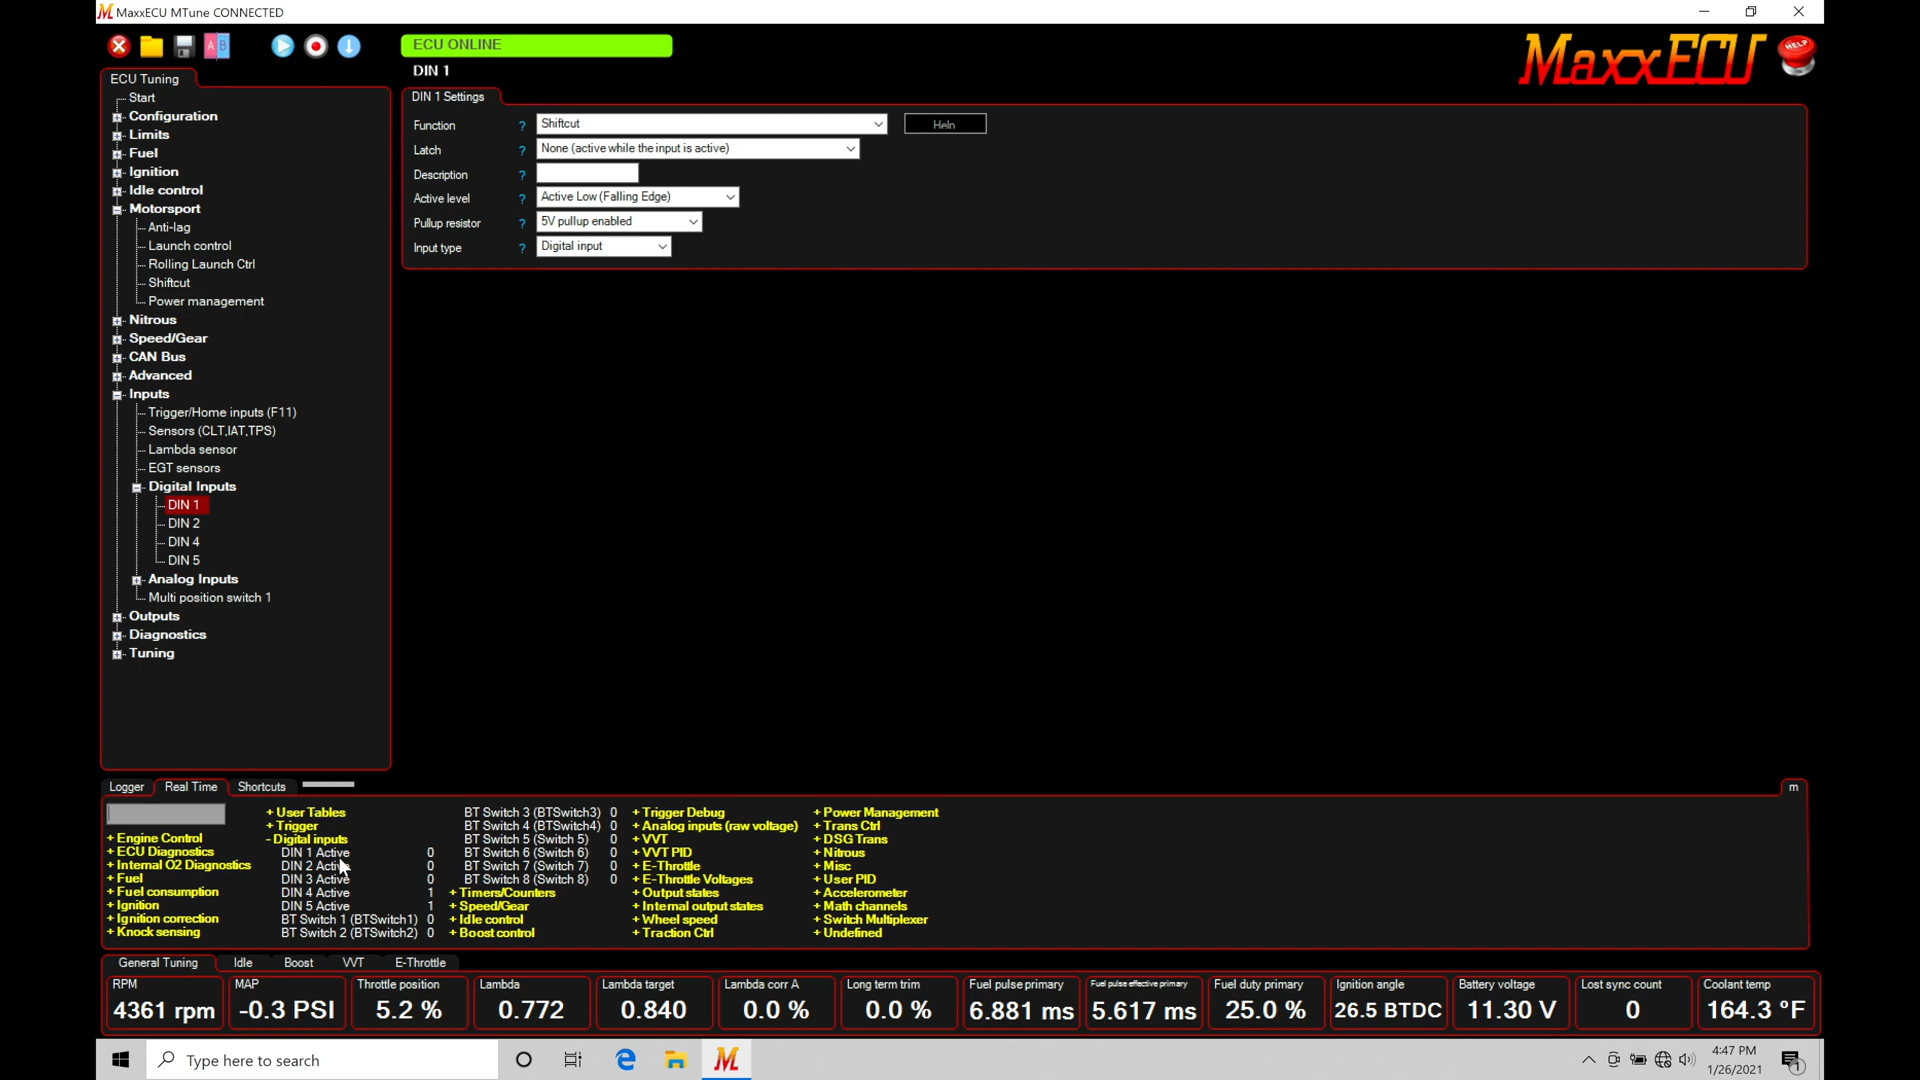 MaxxECU MTune CONNECTED
A B
ECU ONLINE
MaxxECU
HELP
DIN 1
ECU Tuning
Start
Configuration
Limits
Fuel
Ignition
Idle control
Motorsport
Anti-lag
Launch control
Rolling Launch Ctrl
Shiftcut
Power management
Nitrous
Speed/Gear
CAN Bus
Advanced
Inputs
Trigger/Home inputs (F11)
Sensors (CLT,IAT,TPS)
Lambda sensor
EGT sensors
Digital Inputs
DIN 1
DIN 2
DIN 4
DIN 5
Analog Inputs
Multi position switch 1
Outputs
Diagnostics
Tuning
DIN 1 Settings
Function ? Shiftcut Help
Latch ? None (active while the input is active)
Description ?
Active level ? Active Low (Falling Edge)
Pullup resistor ? 5V pullup enabled
Input type ? Digital input
Logger Real Time Shortcuts m
+ Engine Control
+ ECU Diagnostics
+ Internal O2 Diagnostics
+ Fuel
+ Fuel consumption
+ Ignition
+ Ignition correction
+ Knock sensing
+ User Tables
+ Trigger
- Digital inputs
DIN 1 Active 0
DIN 2 Active 0
DIN 3 Active 0
DIN 4 Active 1
DIN 5 Active 1
BT Switch 1 (BTSwitch1) 0
BT Switch 2 (BTSwitch2) 0
BT Switch 3 (BTSwitch3) 0
BT Switch 4 (BTSwitch4) 0
BT Switch 5 (Switch 5) 0
BT Switch 6 (Switch 6) 0
BT Switch 7 (Switch 7) 0
BT Switch 8 (Switch 8) 0
+ Timers/Counters
+ Speed/Gear
+ Idle control
+ Boost control
+ Trigger Debug
+ Analog inputs (raw voltage)
+ VVT
+ VVT PID
+ E-Throttle
+ E-Throttle Voltages
+ Output states
+ Internal output states
+ Wheel speed
+ Traction Ctrl
+ Power Management
+ Trans Ctrl
+ DSG Trans
+ Nitrous
+ Misc
+ User PID
+ Accelerometer
+ Math channels
+ Switch Multiplexer
+ Undefined
General Tuning Idle Boost VVT E-Throttle
RPM
4361 rpm
MAP
-0.3 PSI
Throttle position
5.2 %
Lambda
0.772
Lambda target
0.840
Lambda corr A
0.0 %
Long term trim
0.0 %
Fuel pulse primary
6.881 ms
Fuel pulse effective primary
5.617 ms
Fuel duty primary
25.0 %
Ignition angle
26.5 BTDC
Battery voltage
11.30 V
Lost sync count
0
Coolant temp
164.3 °F
Type here to search
4:47 PM
1/26/2021
1